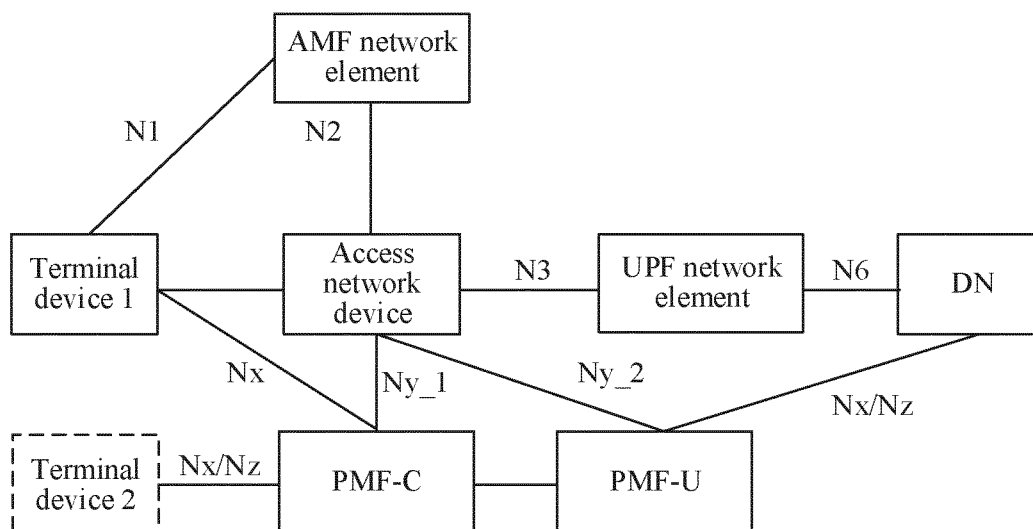 AMF network
element
N1
N2
Terminal
device 1
Access
network
device
N3
UPF network
element
N6
DN
Nx
Ny_1
Ny_2
Nx/Nz
Terminal
device 2
Nx/Nz
PMF-C
PMF-U